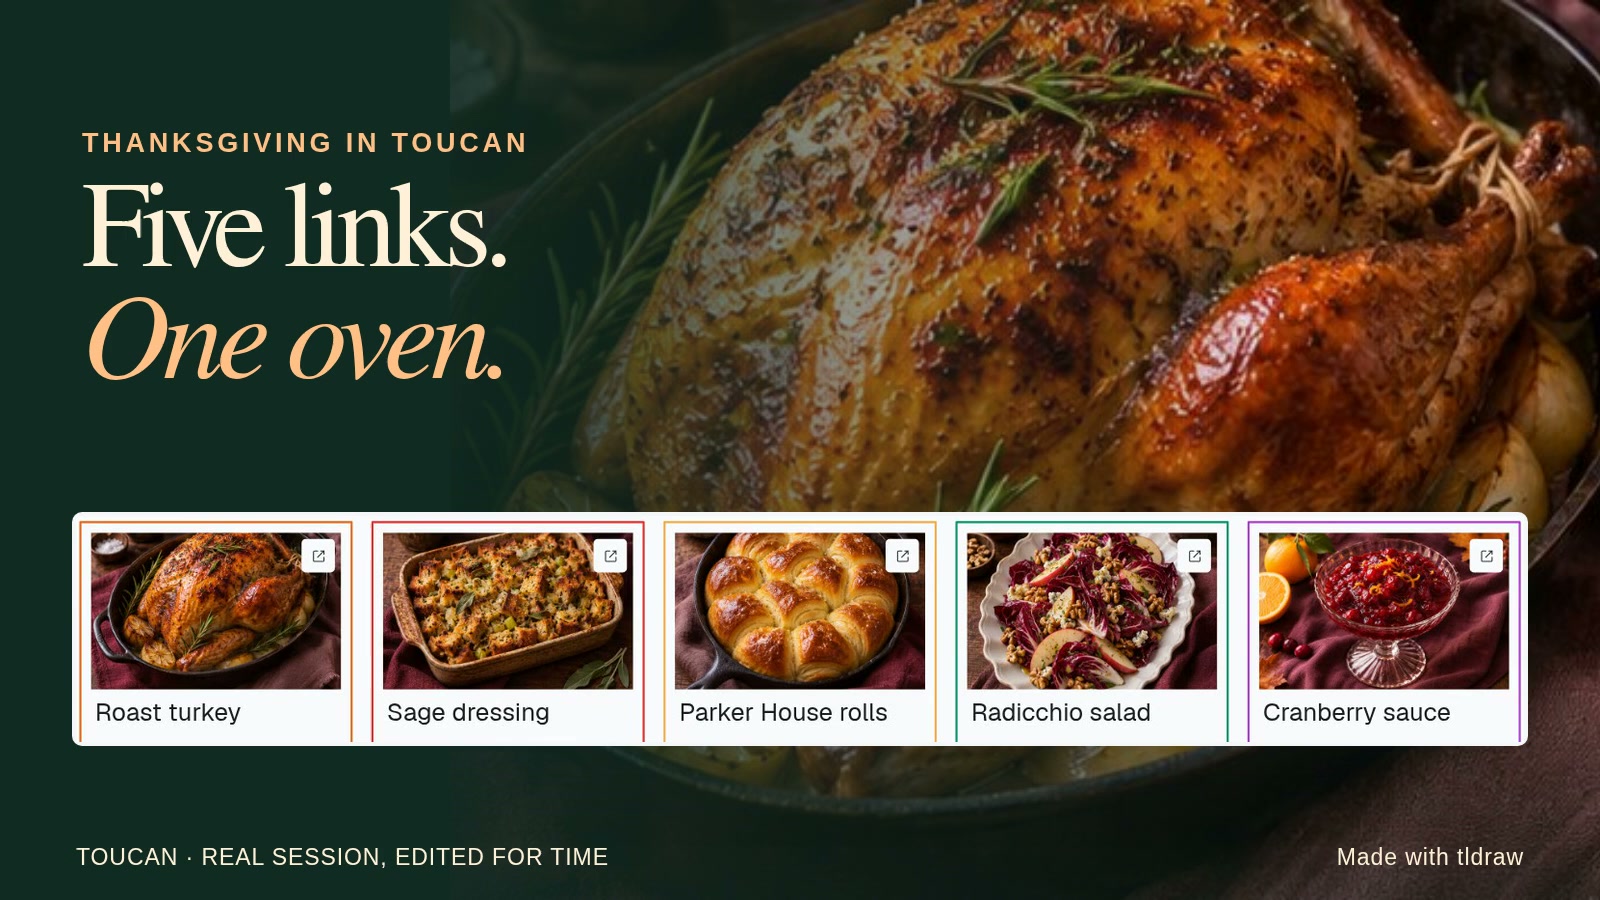 THANKSGIVING IN TOUCAN
Five links.
One oven.
Roast turkey
Sage dressing
Parker House rolls
Radicchio salad
Cranberry sauce
TOUCAN · REAL SESSION, EDITED FOR TIME
Made with tldraw